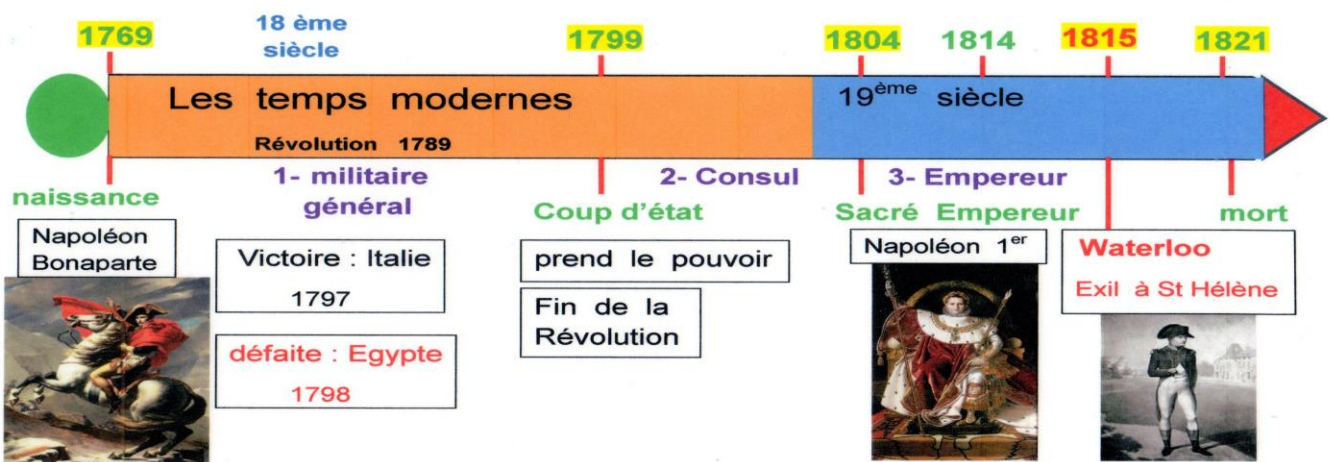 1769
18 ème
siècle
1799
1804
1814
1815
1821
Les temps modernes
19ème siècle
Révolution 1789
naissance
1- militaire
général
Coup d'état
2- Consul
3- Empereur
Sacré Empereur
mort
Napoléon
Bonaparte
Victoire : Italie
1797
défaite : Egypte
1798
prend le pouvoir
Fin de la
Révolution
Napoléon 1er
Waterloo
Exil à St Hélène